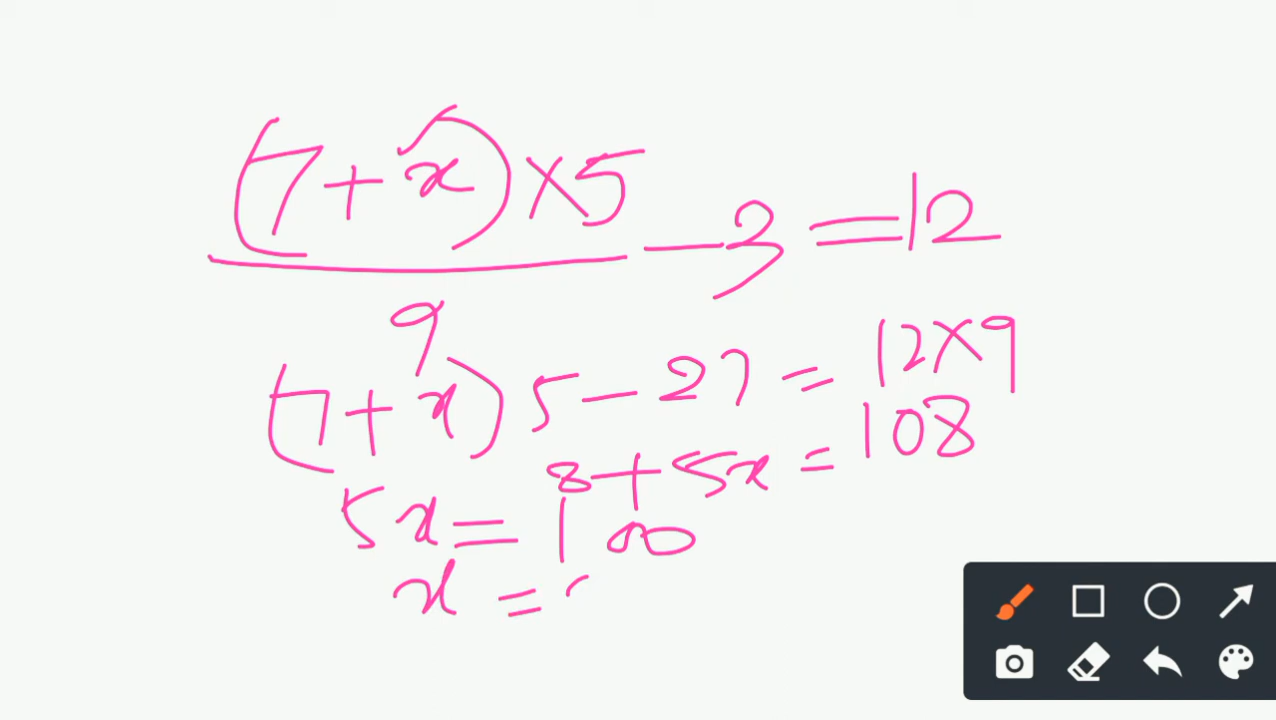 (7+x)×5
— 3 = 12
9
(7+x)5 - 27 = 12×9
8+5x = 108
5x = 100
x =